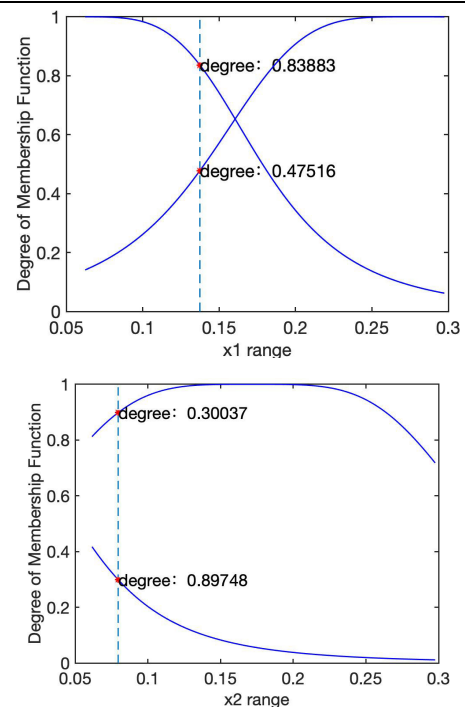 1
0.8
0.6
0.4
0.2
0
Degree of Membership Function
degree: 0.83883
degree: 0.47516
0.05 0.1 0.15 0.2 0.25 0.3
x1 range
1
0.8
0.6
0.4
0.2
0
Degree of Membership Function
degree: 0.30037
degree: 0.89748
0.05 0.1 0.15 0.2 0.25 0.3
x2 range